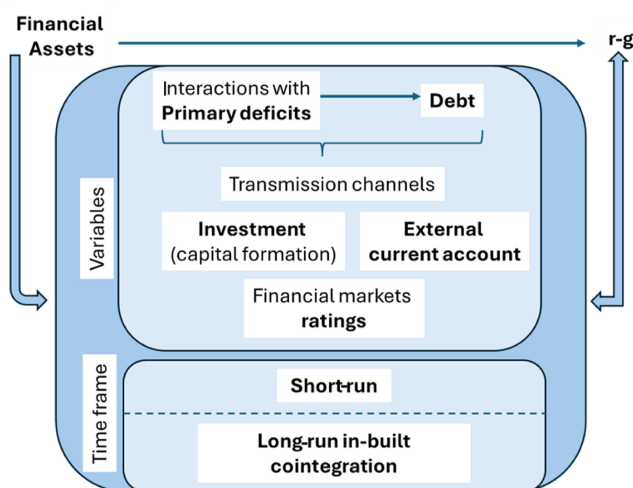 Financial
Assets
r-g
Interactions with
Primary deficits
Debt
Transmission channels
Variables
Investment
(capital formation)
External
current account
Financial markets
ratings
Time frame
Short-run
Long-run in-built
cointegration